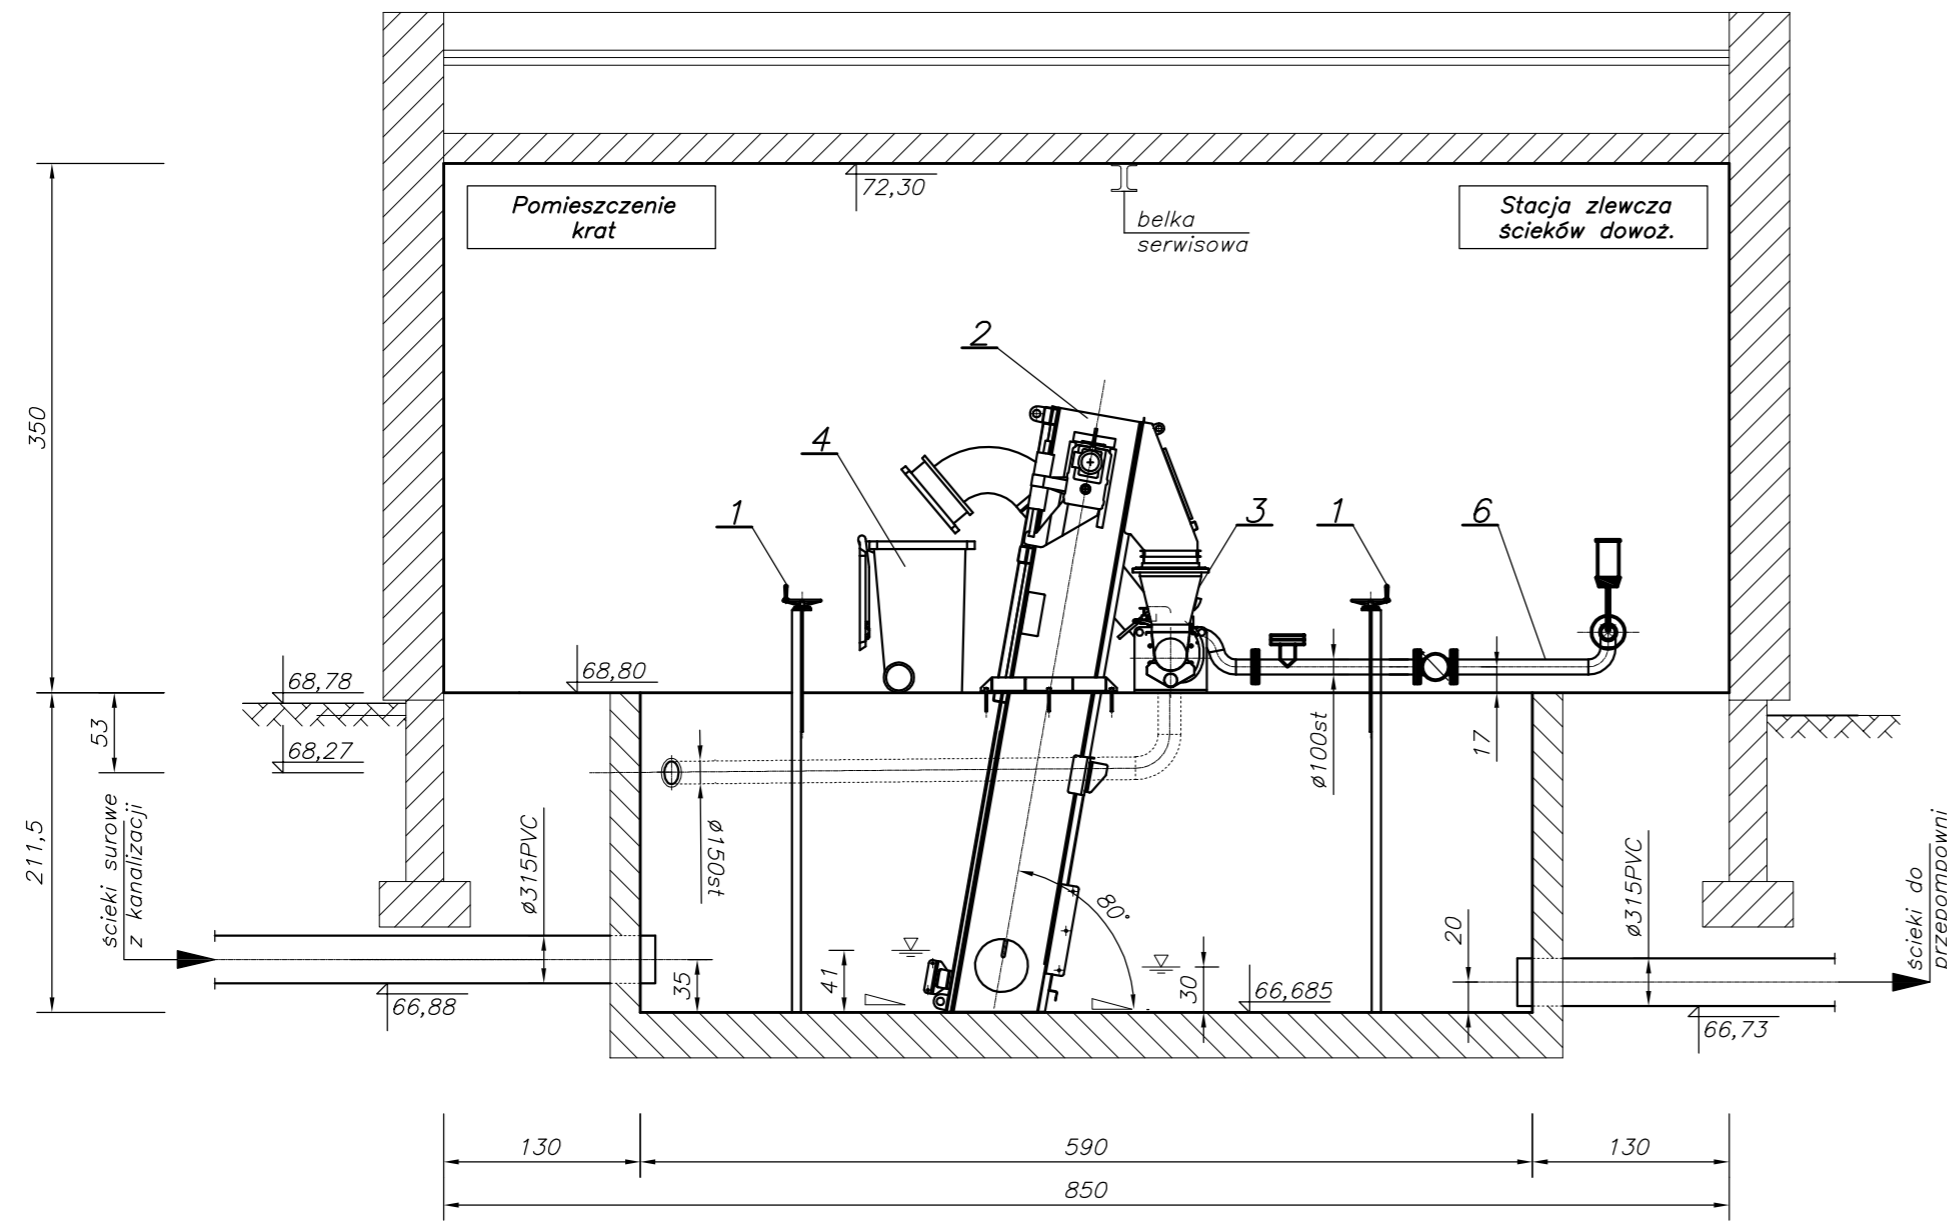 Pomieszczenie
krat
72,30
belka
serwisowa
Stacja zlewcza
ścieków dowoż.
2
4
1
3
1
6
350
68,78
68,80
53
68,27
211,5
ścieki surowe
z kanalizacji
ø315PVC
ø150st
ø100st
17
80°
35
41
30
66,88
66,685
20
ø315PVC
66,73
ścieki do
przepompowni
130
590
130
850